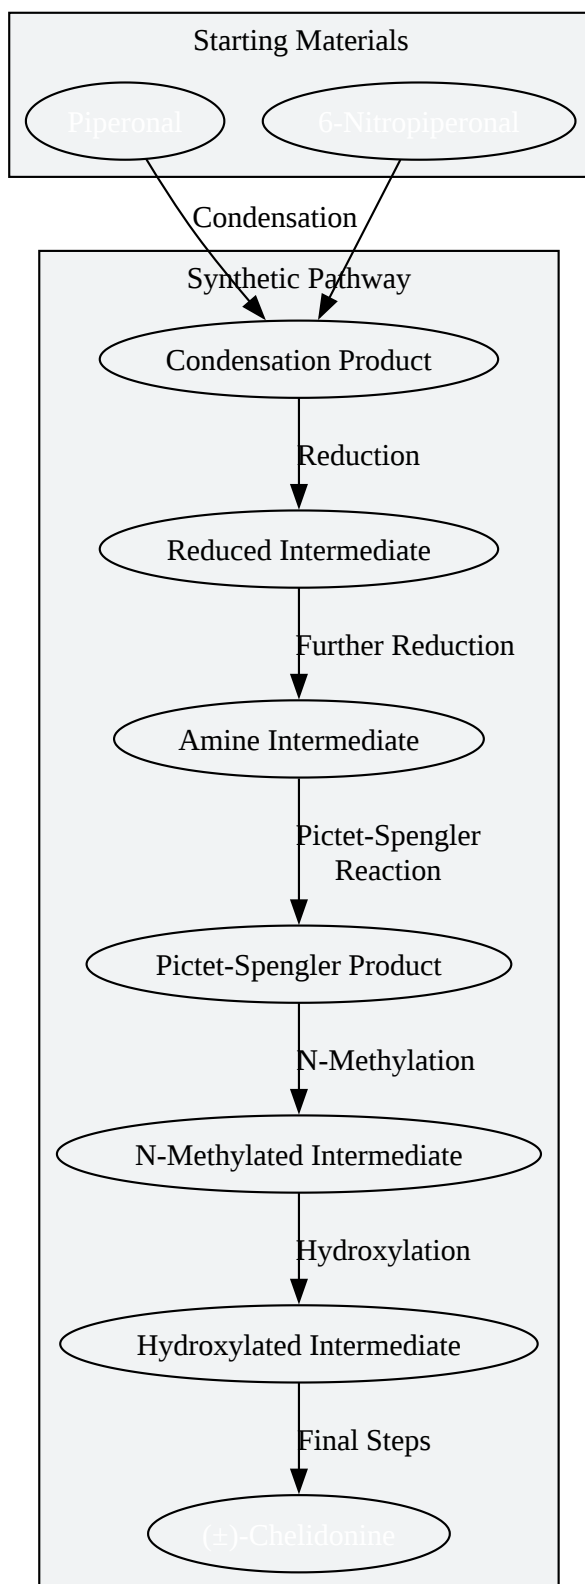 Starting Materials
Piperonal
6-Nitropiperonal
Condensation
Synthetic Pathway
Condensation Product
Reduction
Reduced Intermediate
Further Reduction
Amine Intermediate
Pictet-Spengler
Reaction
Pictet-Spengler Product
N-Methylation
N-Methylated Intermediate
Hydroxylation
Hydroxylated Intermediate
Final Steps
(±)-Chelidonine